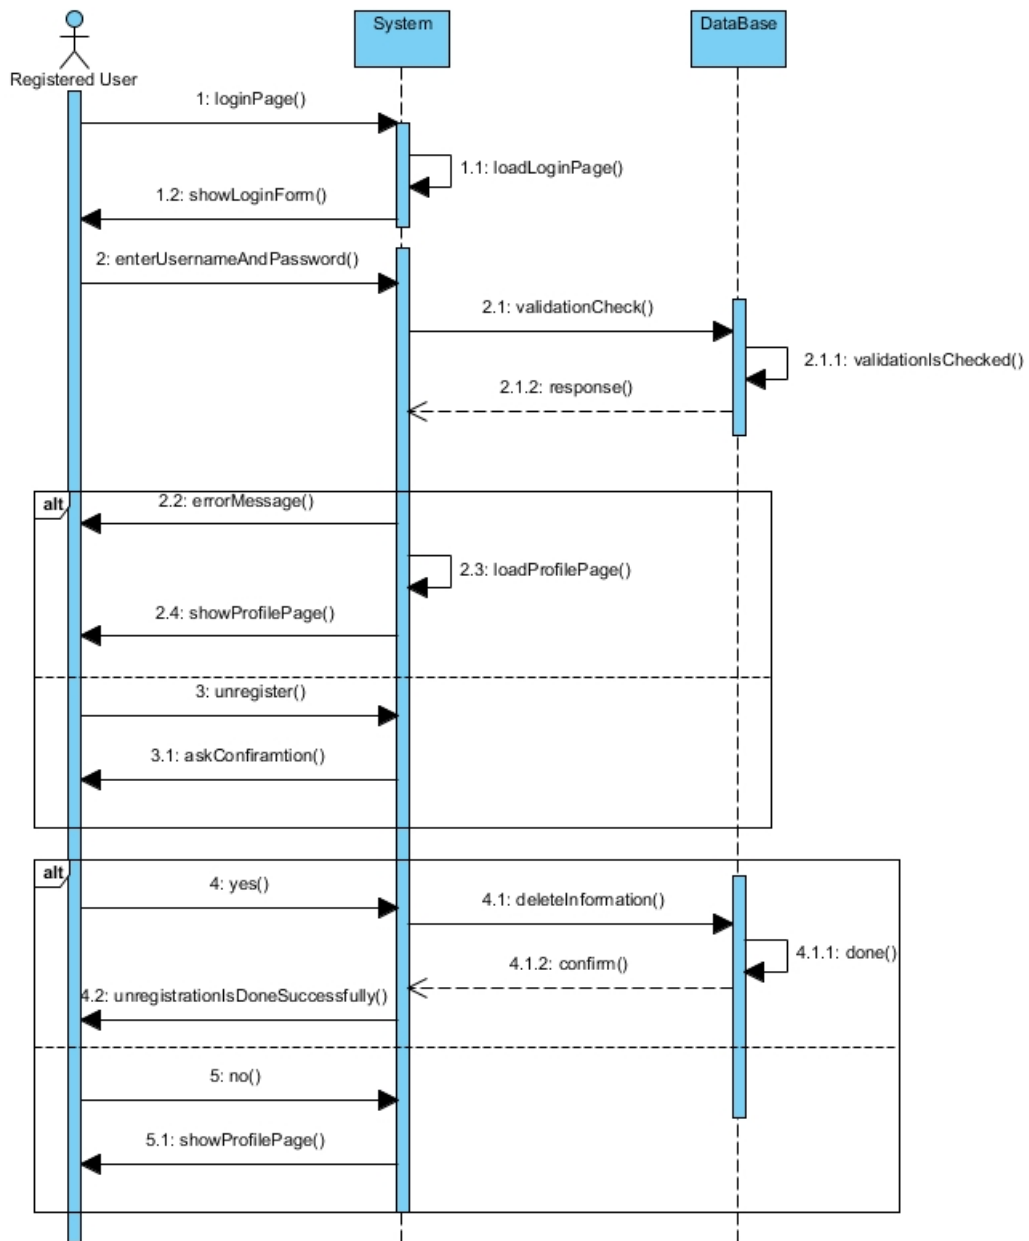 System
DataBase
Registered User
1: loginPage()
1.1: loadLoginPage()
1.2: showLoginForm()
2: enterUsernameAndPassword()
2.1: validationCheck()
2.1.1: validationIsChecked()
2.1.2: response()
alt
2.2: errorMessage()
2.3: loadProfilePage()
2.4: showProfilePage()
3: unregister()
3.1: askConfiramtion()
alt
4: yes()
4.1: deleteInformation()
4.1.1: done()
4.1.2: confirm()
4.2: unregistrationIsDoneSuccessfully()
5: no()
5.1: showProfilePage()